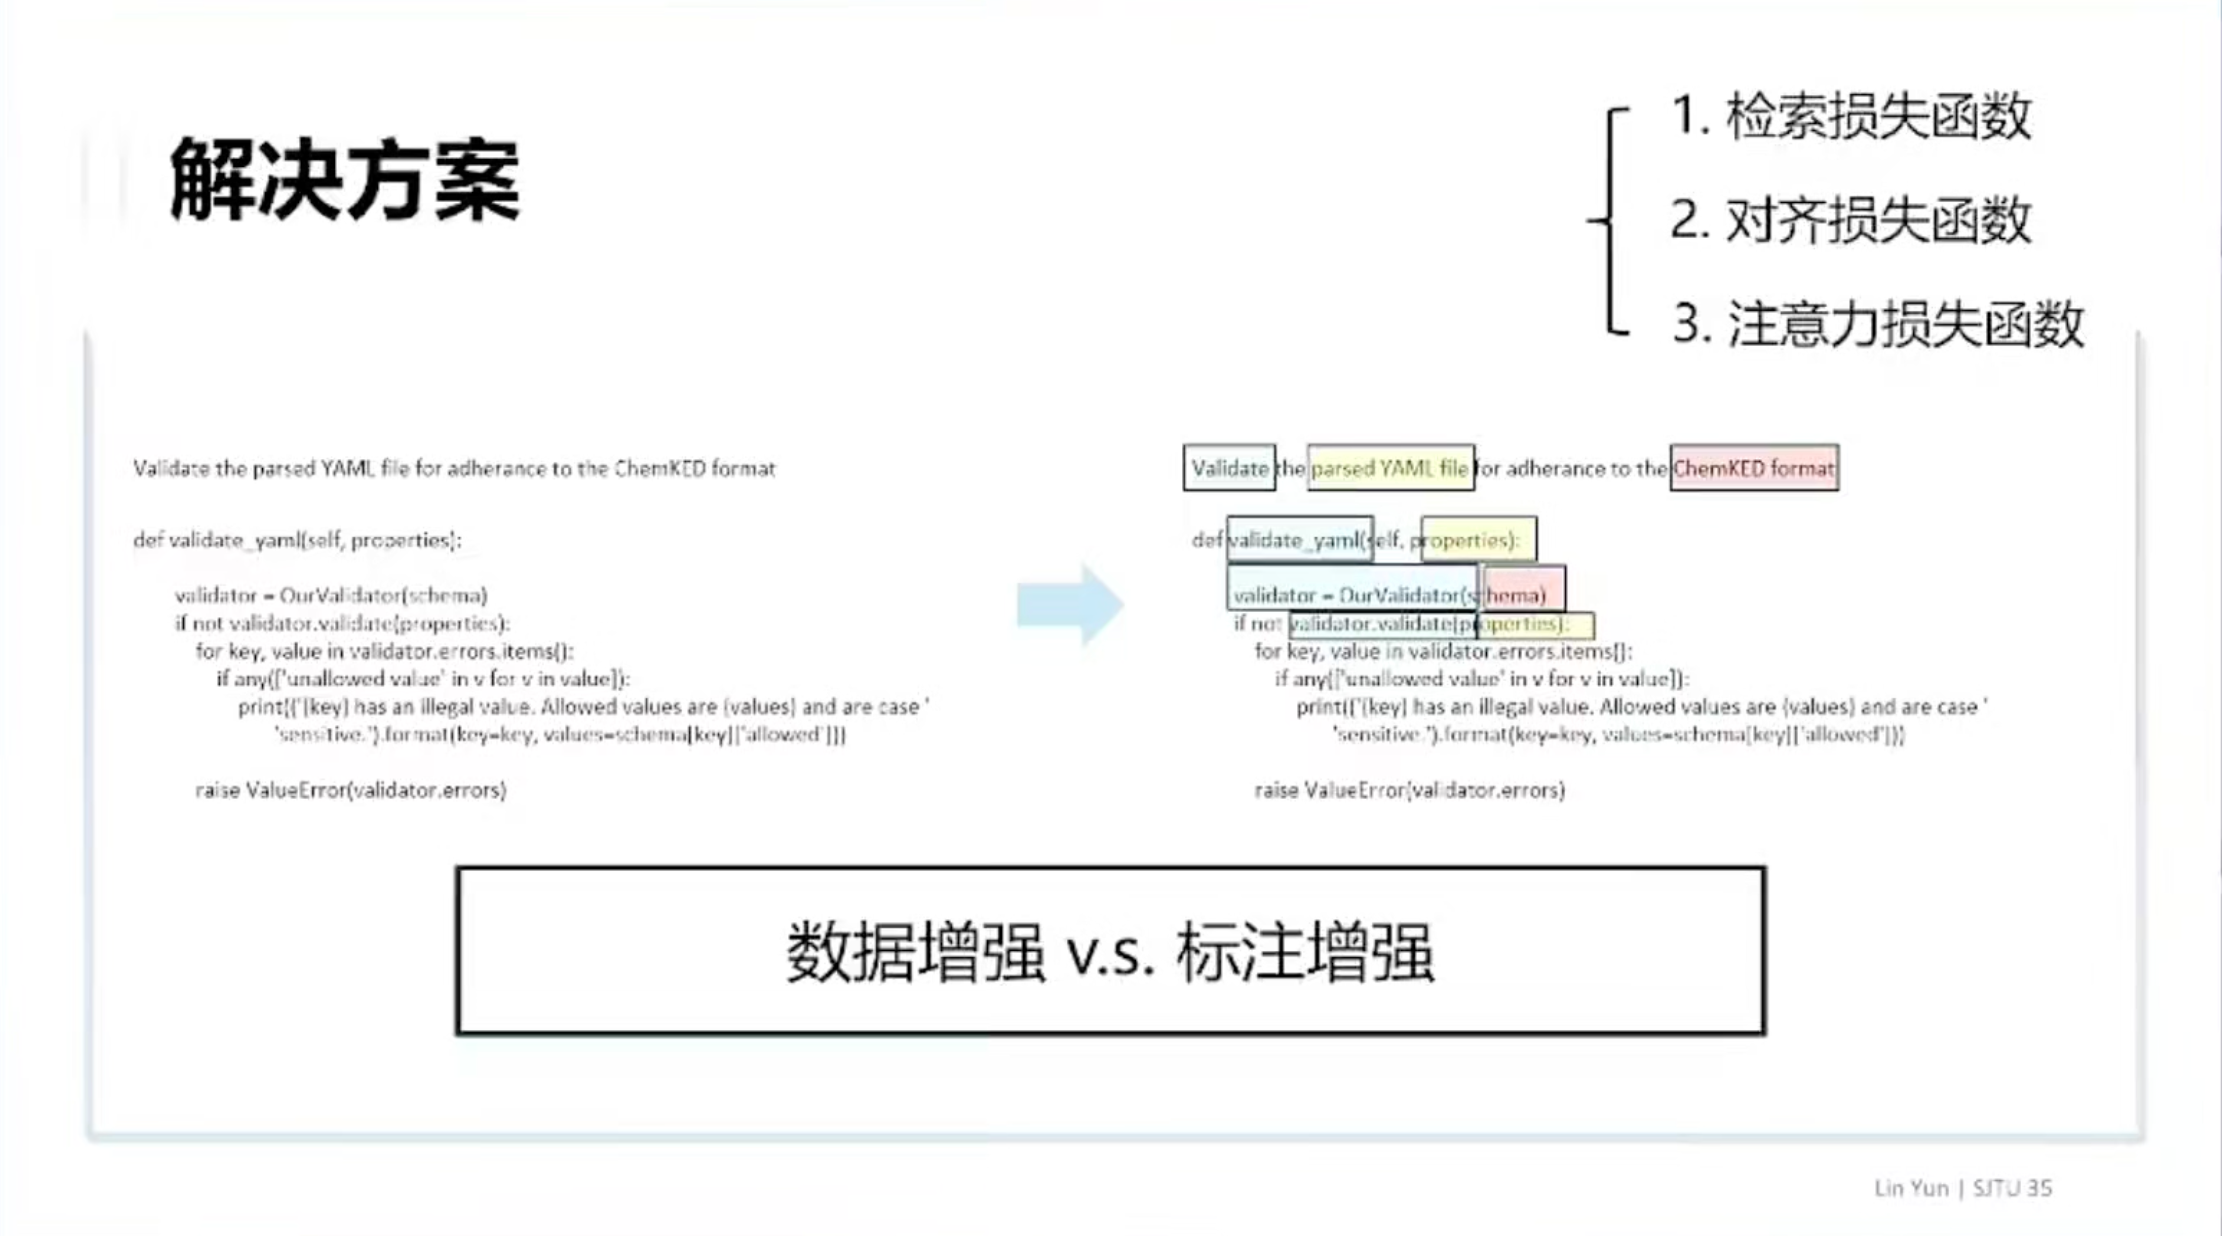 解决方案
1. 检索损失函数
2. 对齐损失函数
3. 注意力损失函数
Validate the parsed YAML file for adherance to the ChemKED format
def validate_yaml(self, properties):
validator = OurValidator(schema)
if not validator.validate(properties):
for key, value in validator.errors.items():
if any(['unallowed value' in v for v in value]):
print(('{key} has an illegal value. Allowed values are {values} and are case '
'sensitive.').format(key=key, values=schema[key]['allowed']))
raise ValueError(validator.errors)
Validate the parsed YAML file for adherance to the ChemKED format
def validate_yaml(self, properties):
validator = OurValidator(schema)
if not validator.validate(properties):
for key, value in validator.errors.items():
if any(['unallowed value' in v for v in value]):
print(('{key} has an illegal value. Allowed values are {values} and are case '
'sensitive.').format(key=key, values=schema[key]['allowed']))
raise ValueError(validator.errors)
数据增强 v.s. 标注增强
Lin Yun | SJTU 35